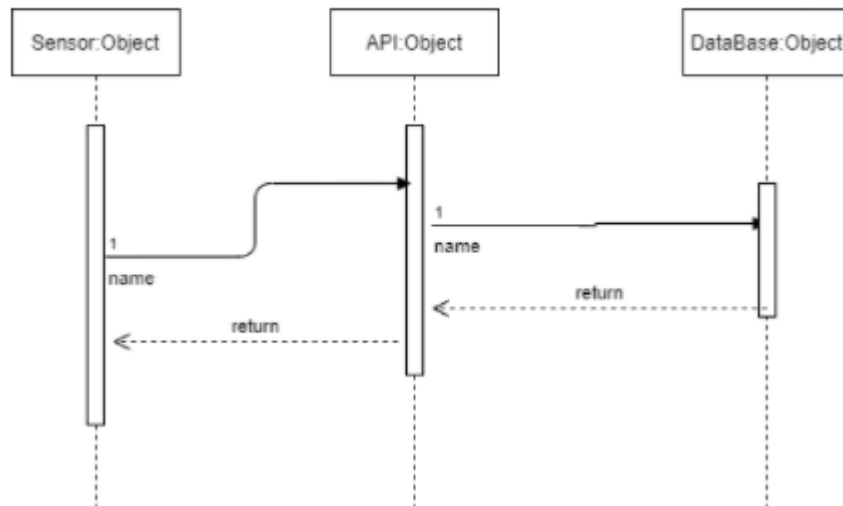 Sensor:Object
API:Object
DataBase:Object
1
name
1
name
return
return